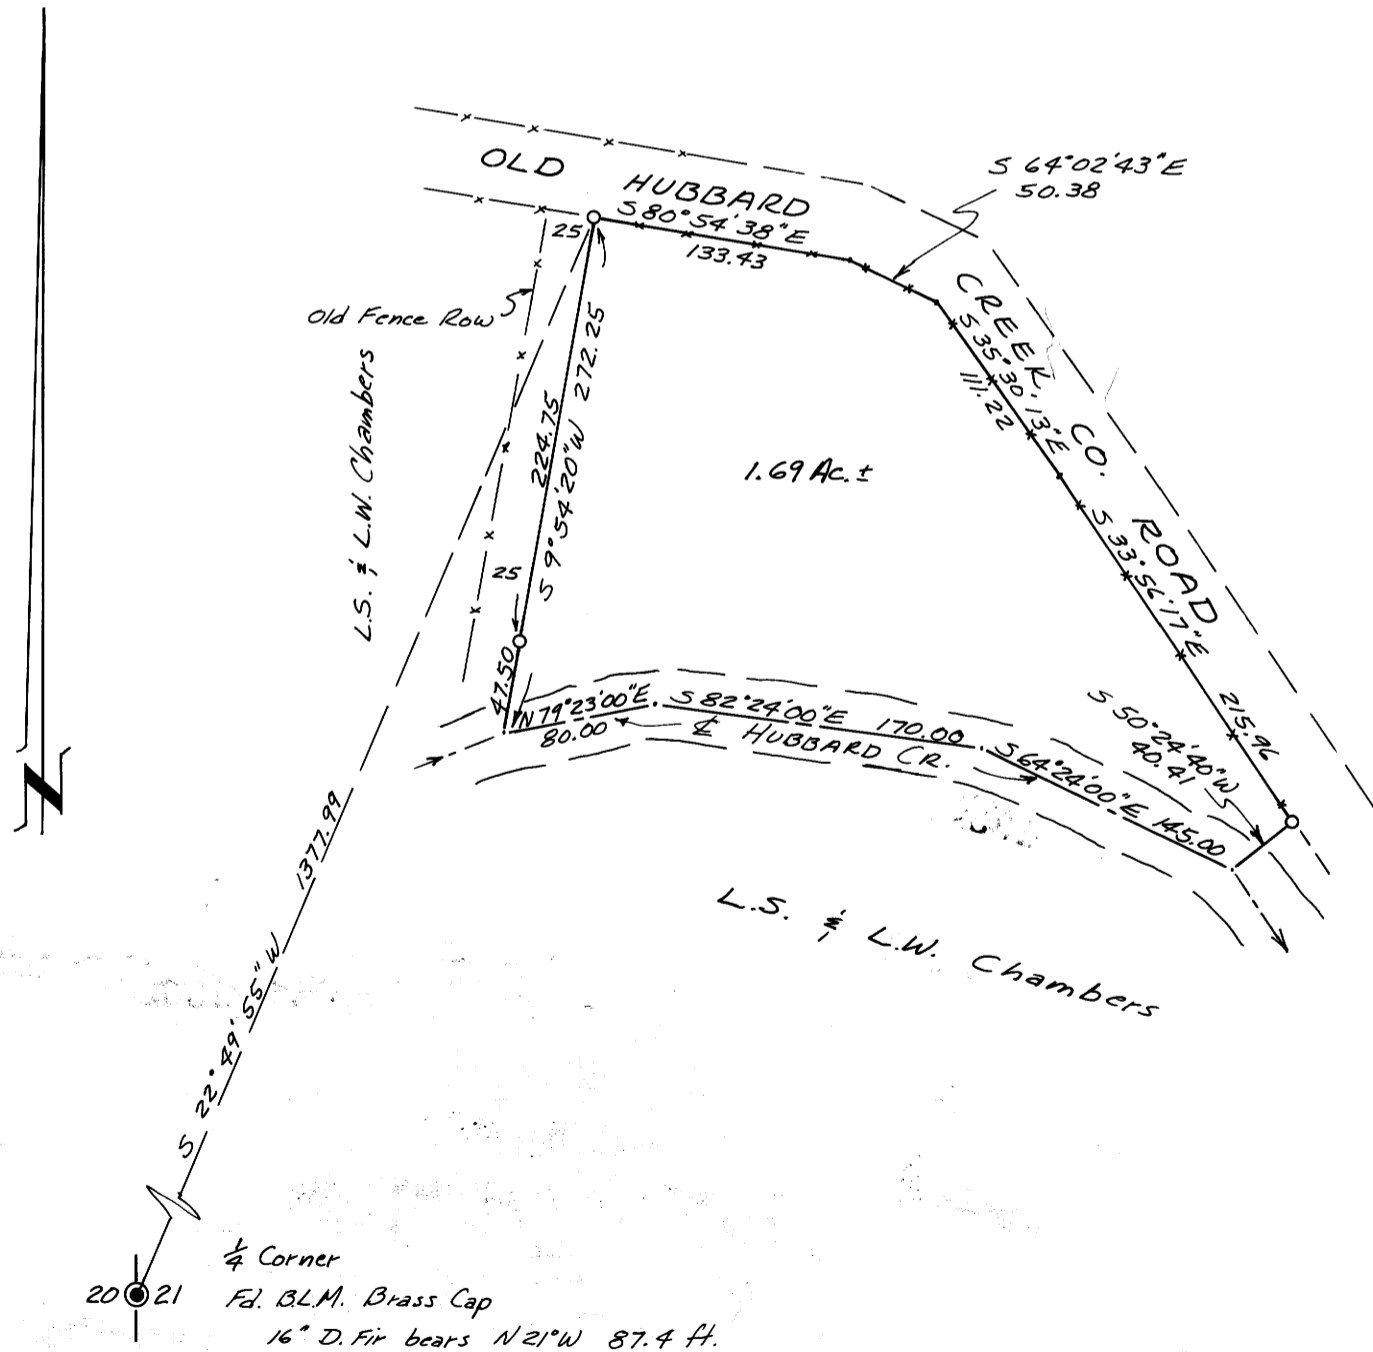 N
OLD HUBBARD CREEK CO. ROAD
S 64°02'43"E
50.38
S 80°54'38"E
133.43
25
Old Fence Row
S 35°30'13"E
111.22
L.S. & L.W. Chambers
224.75
S 9°54'20"W 272.25
1.69 Ac. ±
S 33°56'17"E 215.96
25
47.50
N 79°23'00"E
80.00
S 82°24'00"E 170.00
℄ HUBBARD CR.
S 64°24'00"E 145.00
S 50°24'40"W
40.41
L.S. & L.W. Chambers
S 22°49'55"W 1377.99
1/4 Corner
20 21 Fd. B.L.M. Brass Cap
16" D. Fir bears N 21°W 87.4 ft.